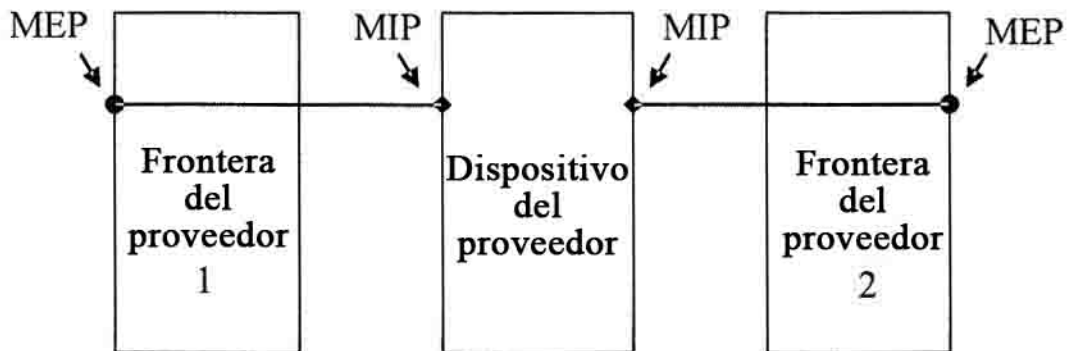 MEP
MIP
MIP
MEP
Frontera
del
proveedor
1
Dispositivo
del
proveedor
Frontera
del
proveedor
2